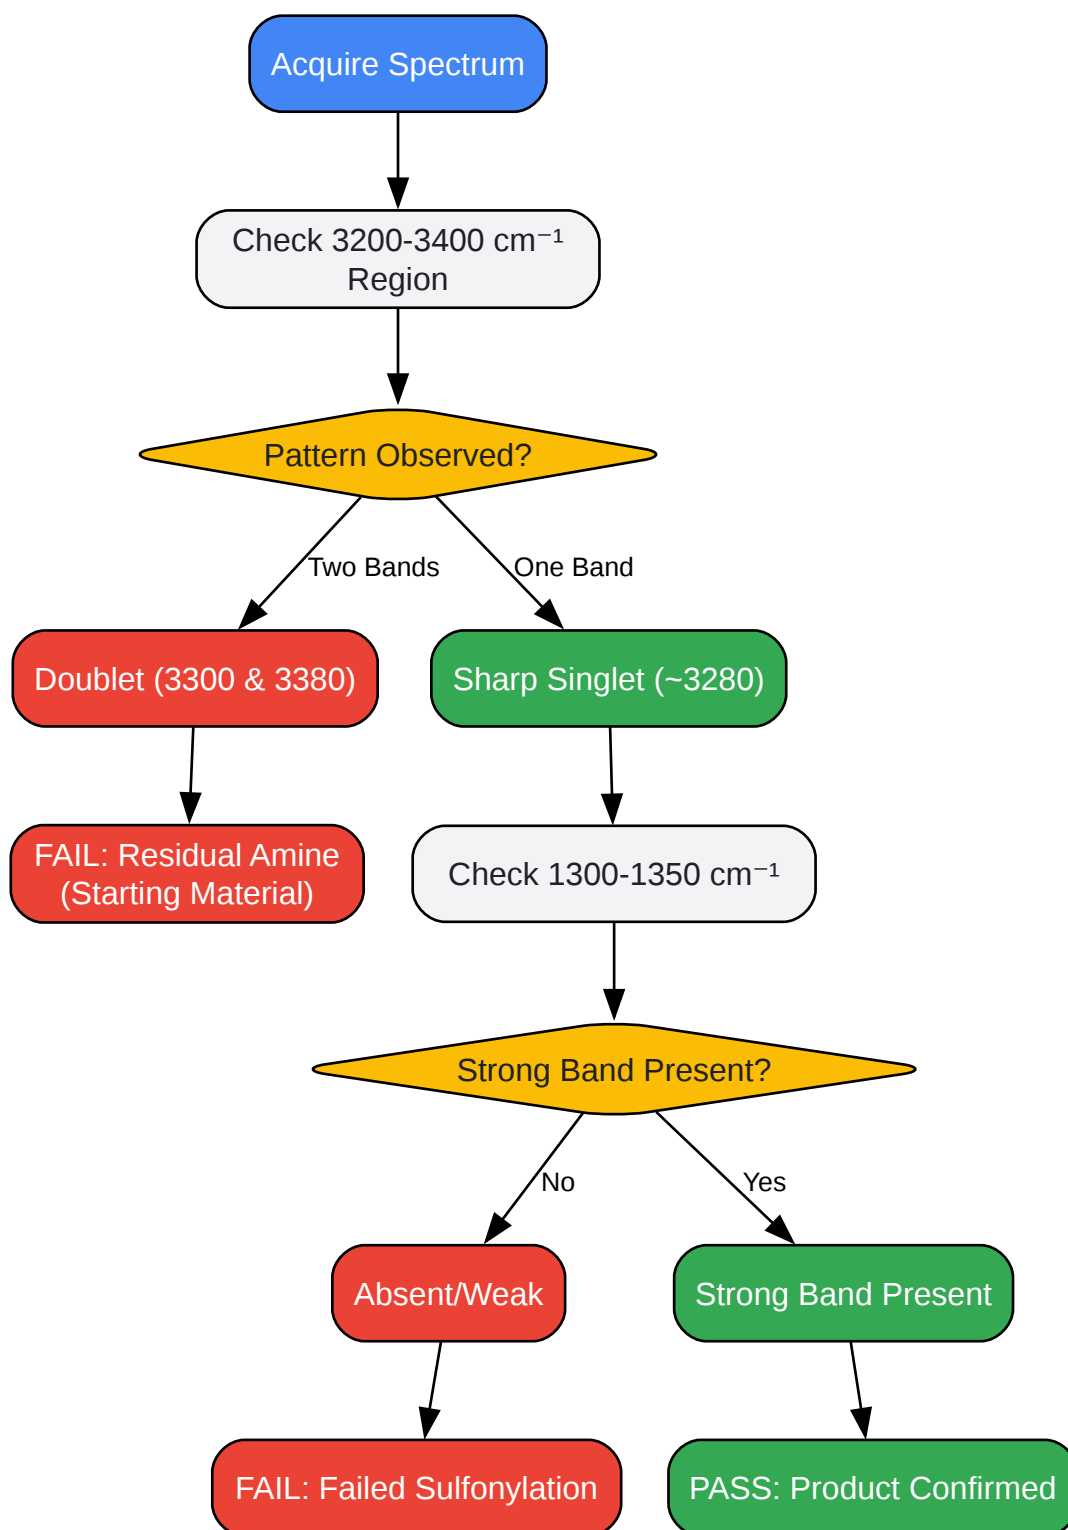 Acquire Spectrum
Check 3200-3400 cm⁻¹
Region
Pattern Observed?
Two Bands
One Band
Doublet (3300 & 3380)
Sharp Singlet (~3280)
FAIL: Residual Amine
(Starting Material)
Check 1300-1350 cm⁻¹
Strong Band Present?
No
Yes
Absent/Weak
Strong Band Present
FAIL: Failed Sulfonylation
PASS: Product Confirmed